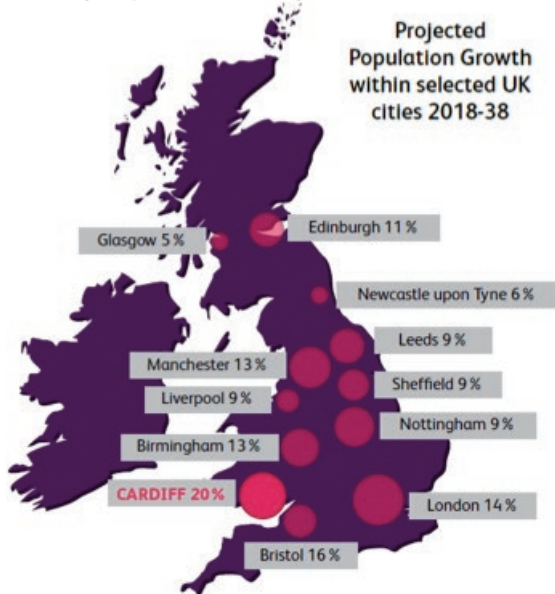 Projected
Population Growth
within selected UK
cities 2018-38
Edinburgh 11%
Glasgow 5%
Newcastle upon Tyne 6%
Leeds 9%
Manchester 13%
Sheffield 9%
Liverpool 9%
Nottingham 9%
Birmingham 13%
CARDIFF 20%
London 14%
Bristol 16%